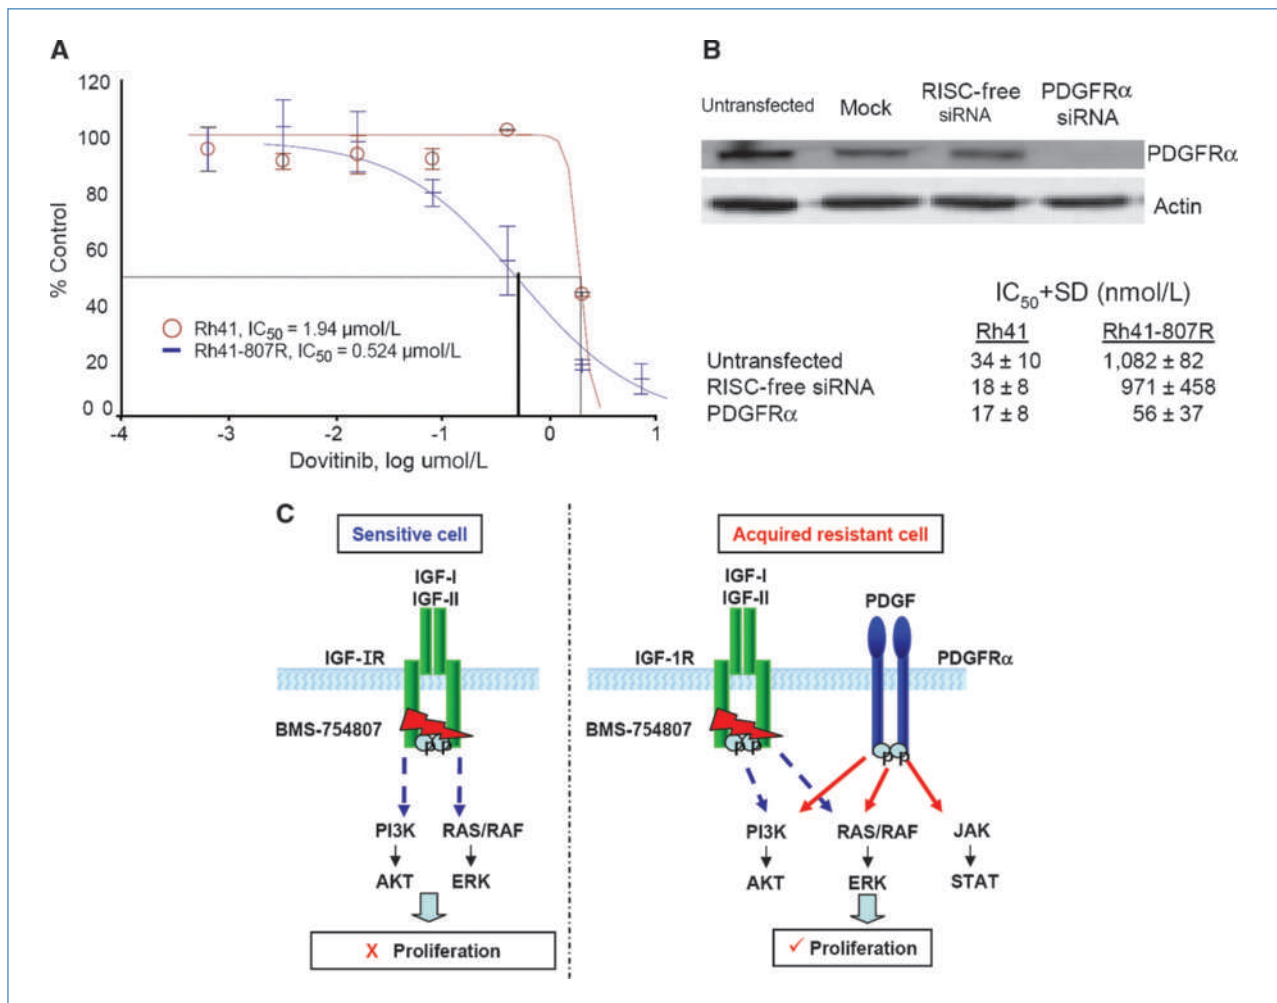 A
120
100
80
60
40
20
0 0
% Control
Rh41, IC50 = 1.94 µmol/L
Rh41-807R, IC50 = 0.524 µmol/L
-4 -3 -2 -1 0 1
Dovitinib, log umol/L
B
Untransfected Mock RISC-free siRNA PDGFRα siRNA
PDGFRα
Actin
IC50+SD (nmol/L)
Rh41 Rh41-807R
Untransfected 34 ± 10 1,082 ± 82
RISC-free siRNA 18 ± 8 971 ± 458
PDGFRα 17 ± 8 56 ± 37
C
Sensitive cell
IGF-I
IGF-II
IGF-IR
BMS-754807
p p
PI3K RAS/RAF
AKT ERK
X Proliferation
Acquired resistant cell
IGF-I
IGF-II
PDGF
IGF-1R
PDGFRα
BMS-754807
p p
p p
PI3K RAS/RAF JAK
AKT ERK STAT
✓ Proliferation